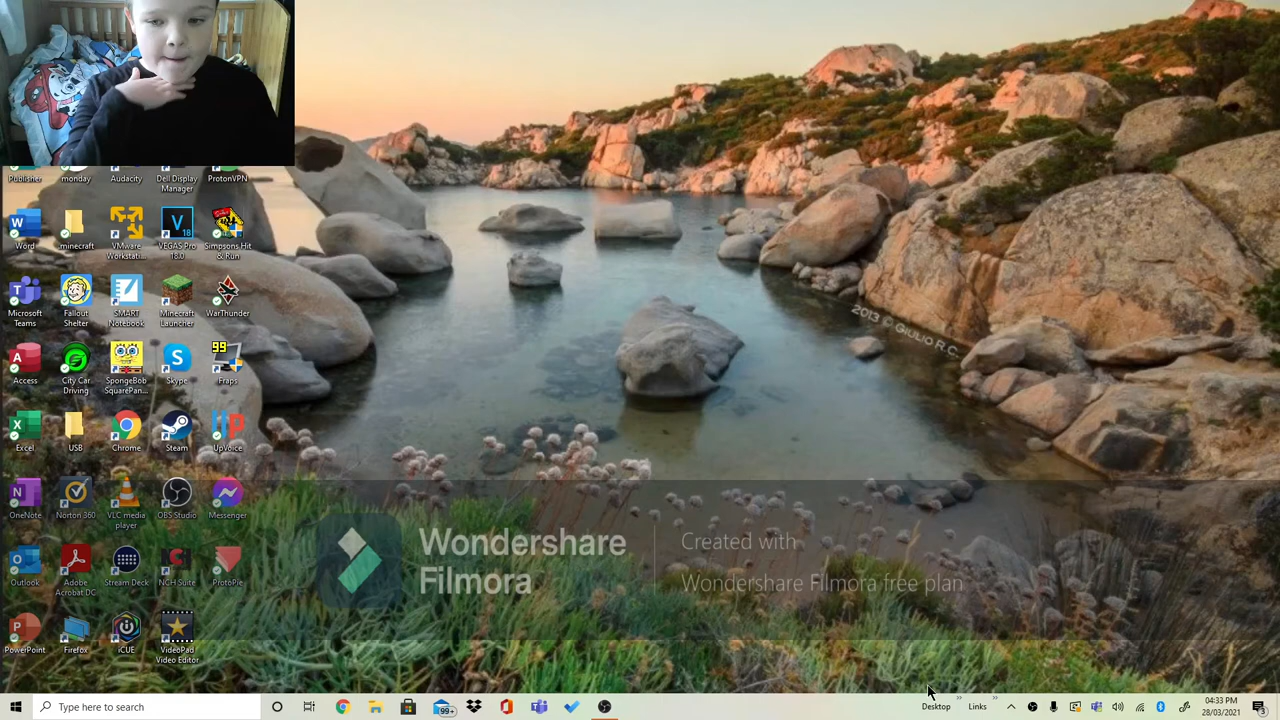 Publisher
monday
Audacity
Dell Display
Manager
ProtonVPN
Word
.minecraft
VMware
Workstati...
VEGAS Pro
18.0
Simpsons Hit
& Run
Microsoft
Teams
Fallout
Shelter
SMART
Notebook
Minecraft
Launcher
WarThunder
Access
City Car
Driving
SpongeBob
SquarePan...
Skype
99
Fraps
Excel
USB
Chrome
Steam
UpVoice
OneNote
Norton 360
VLC media
player
OBS Studio
Messenger
Outlook
Adobe
Acrobat DC
Stream Deck
NCH Suite
ProtoPie
PowerPoint
Firefox
iCUE
VideoPad
Video Editor
2013 © GIULIO R.C.
Wondershare
Filmora
Created with
Wondershare Filmora free plan
Type here to search
99+
Desktop
Links
04:33 PM
28/03/2021
3